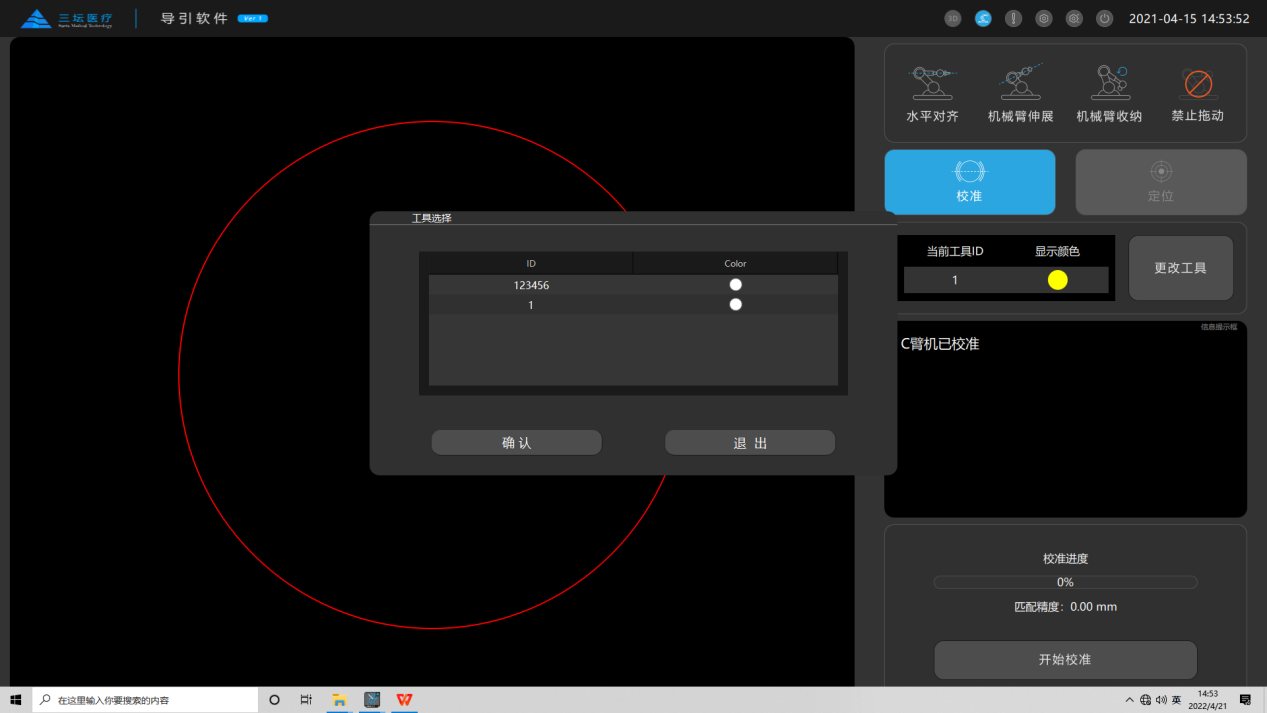 三坛医疗
Santa Medical Technology
导引软件 Ver 1
3D
2021-04-15 14:53:52
水平对齐 机械臂伸展 机械臂收纳 禁止拖动
校准 定位
当前工具ID 显示颜色
1
更改工具
工具选择
ID Color
123456
1
确认 退出
信息提示框
C臂机已校准
校准进度
0%
匹配精度: 0.00 mm
开始校准
在这里输入你要搜索的内容
英
14:53
2022/4/21